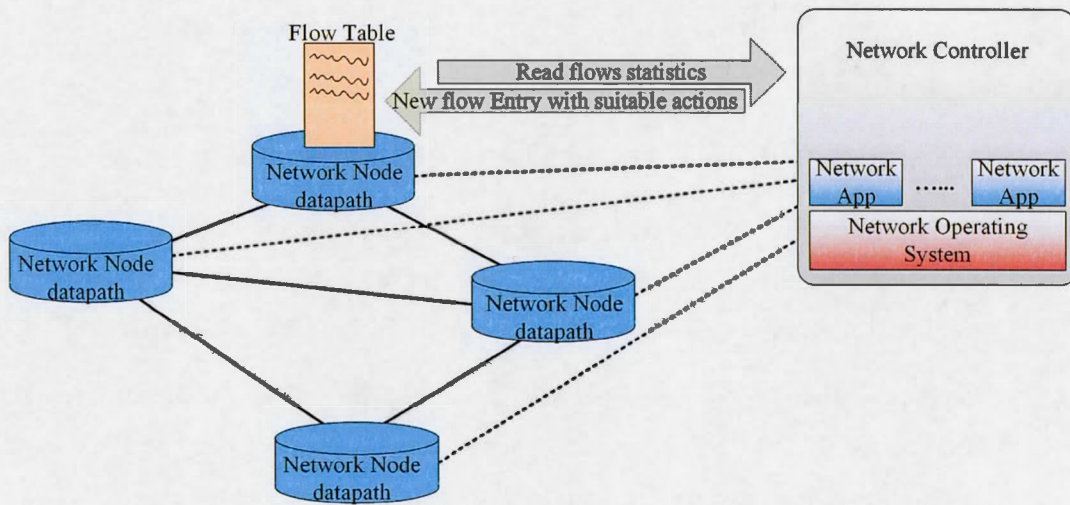 Flow Table
Read flows statistics
New flow Entry with suitable actions
Network Controller
Network Node
datapath
Network
App
......
Network
App
Network Operating
System
Network Node
datapath
Network Node
datapath
Network Node
datapath